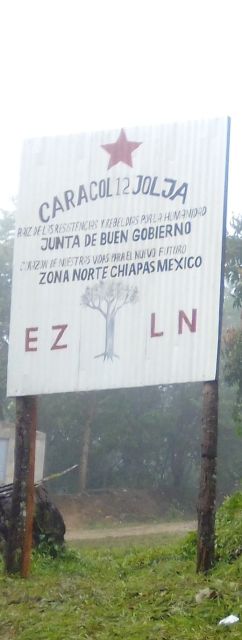 CARACOL 12 JOLJA
RAIZ DE LAS RESISTENCIAS Y REBELDIAS POR LA HUMANIDAD
JUNTA DE BUEN GOBIERNO
CORAZON DE NUESTRAS VIDAS PARA EL NUEVO FUTURO
ZONA NORTE CHIAPAS MEXICO
EZ LN